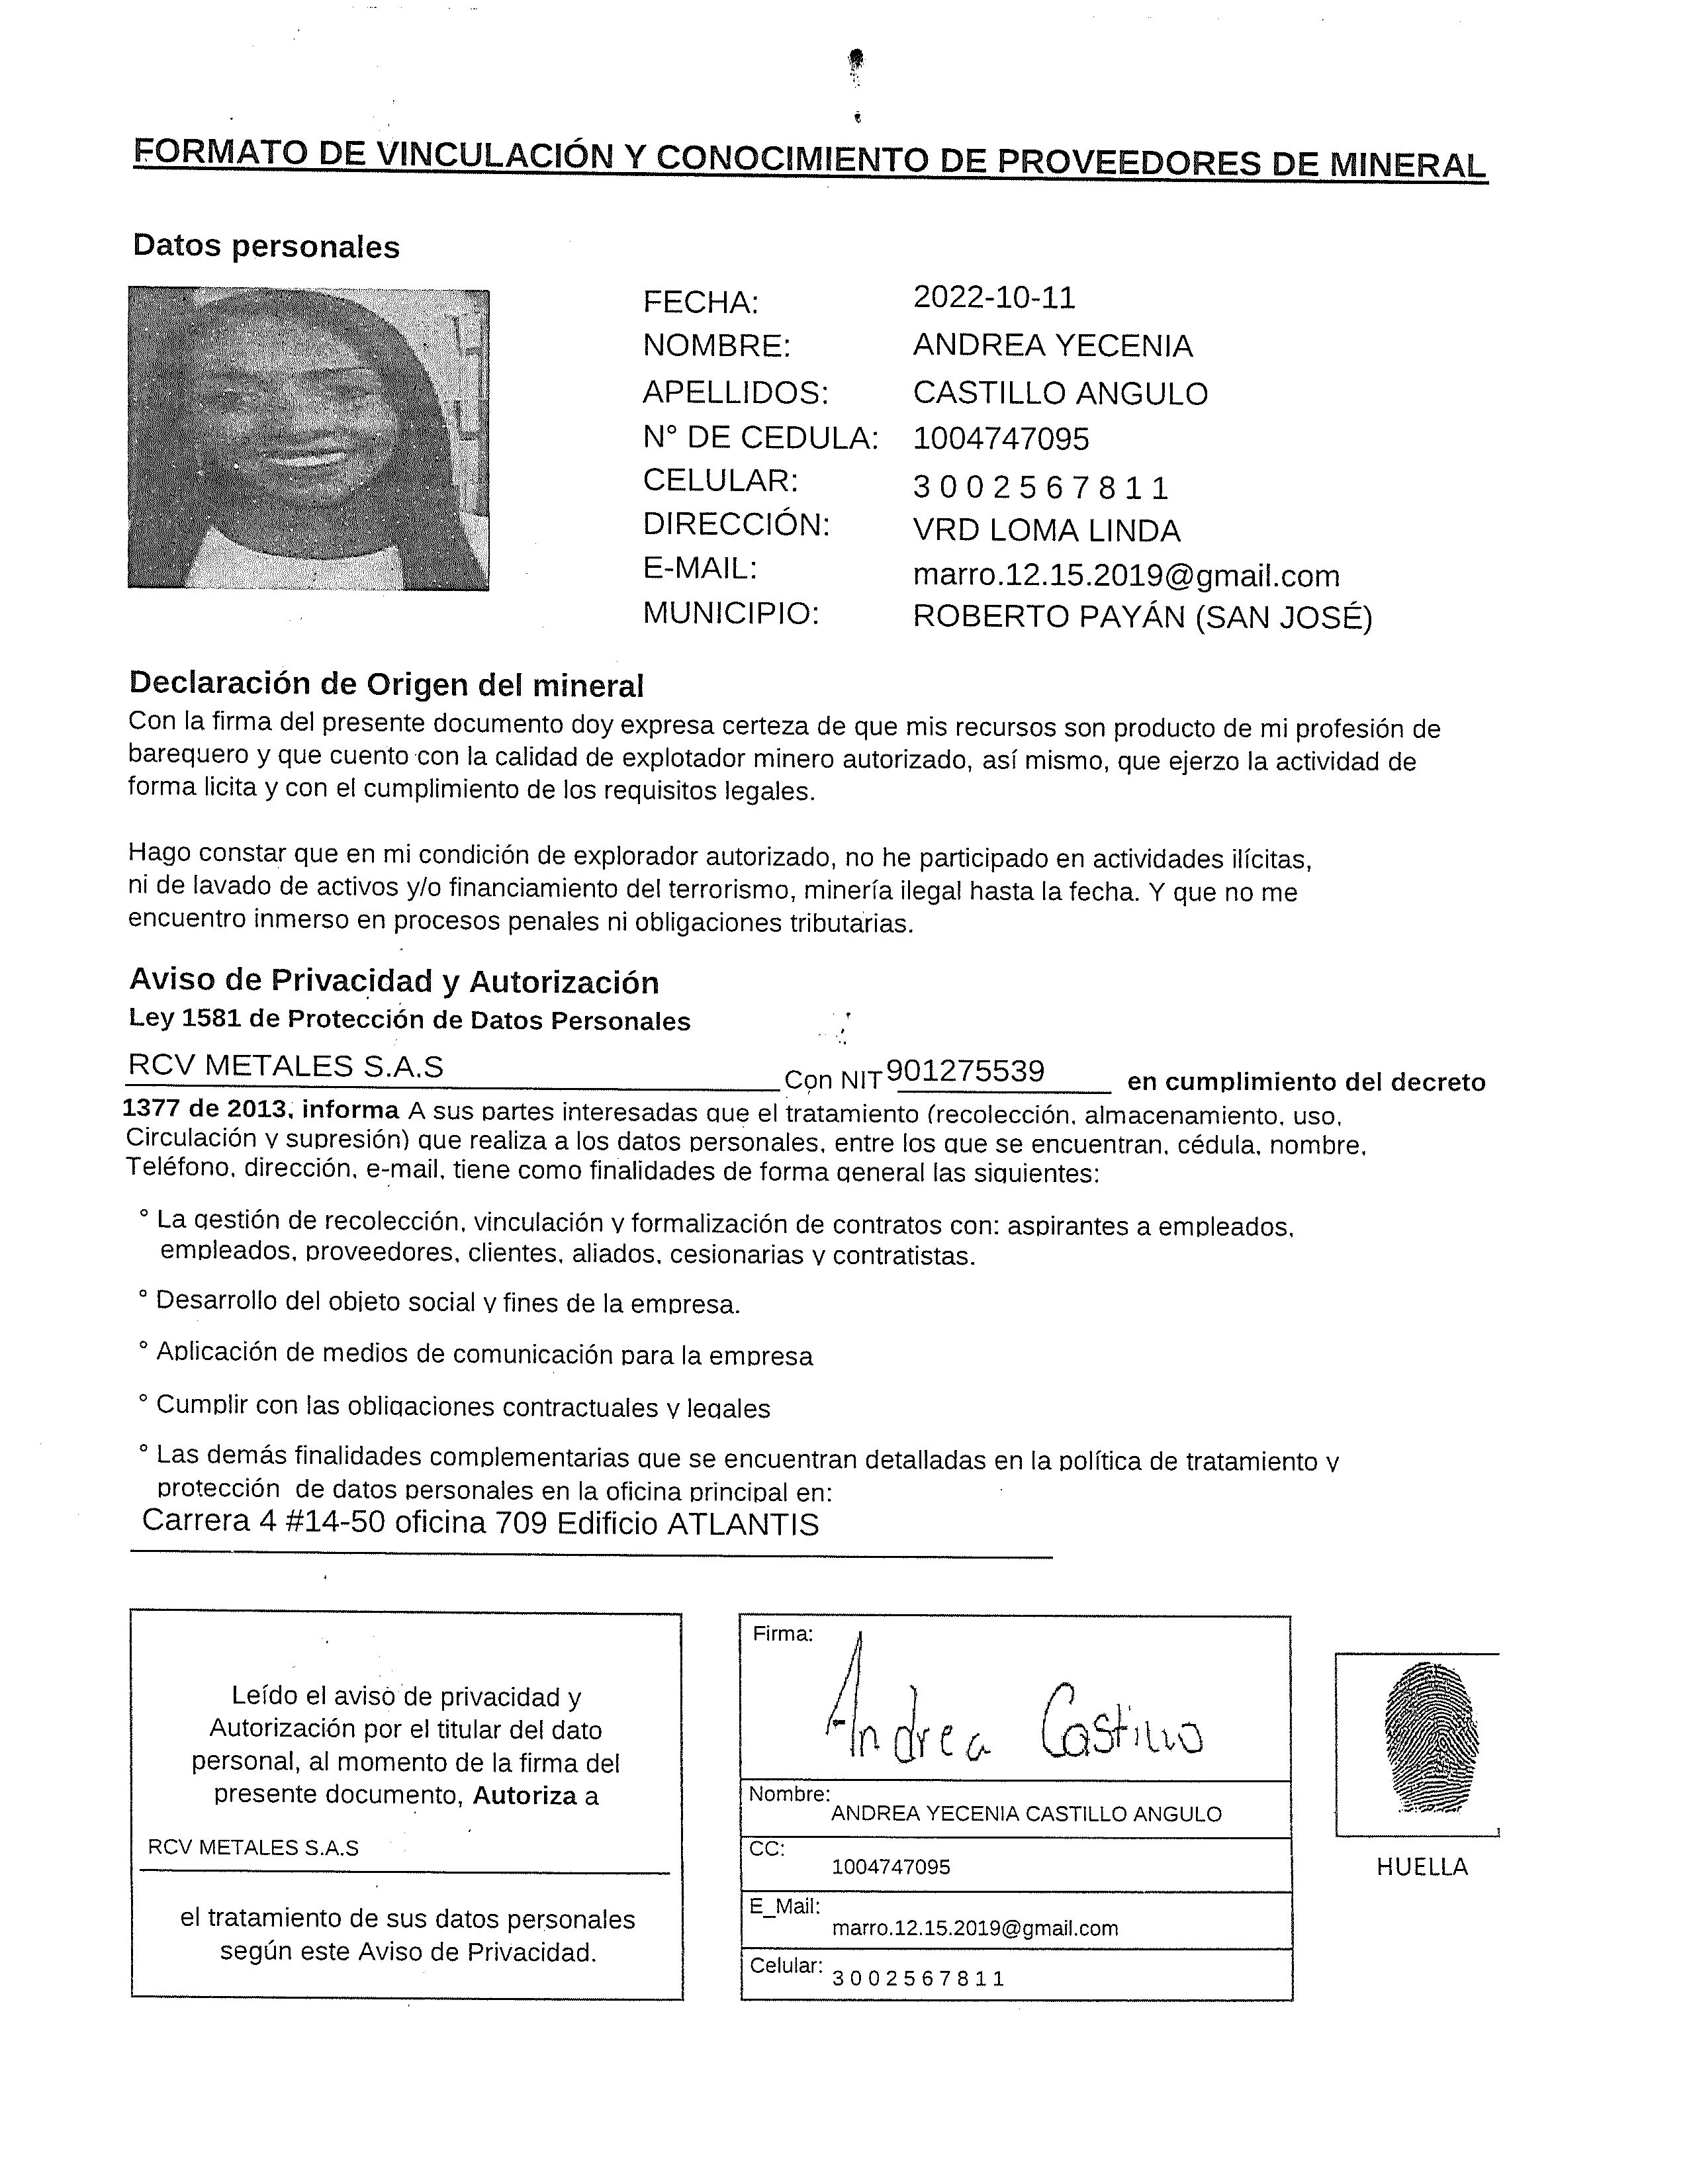 FORMATO DE VINCULACIÓN Y CONOCIMIENTO DE PROVEEDORES DE MINERAL
Datos personales
FECHA: 2022-10-11
NOMBRE: ANDREA YECENIA
APELLIDOS: CASTILLO ANGULO
N° DE CEDULA: 1004747095
CELULAR: 3 0 0 2 5 6 7 8 1 1
DIRECCIÓN: VRD LOMA LINDA
E-MAIL: marro.12.15.2019@gmail.com
MUNICIPIO: ROBERTO PAYÁN (SAN JOSÉ)
Declaración de Origen del mineral
Con la firma del presente documento doy expresa certeza de que mis recursos son producto de mi profesión de
barequero y que cuento con la calidad de explotador minero autorizado, así mismo, que ejerzo la actividad de
forma licita y con el cumplimiento de los requisitos legales.
Hago constar que en mi condición de explorador autorizado, no he participado en actividades ilícitas,
ni de lavado de activos y/o financiamiento del terrorismo, minería ilegal hasta la fecha. Y que no me
encuentro inmerso en procesos penales ni obligaciones tributarias.
Aviso de Privacidad y Autorización
Ley 1581 de Protección de Datos Personales
RCV METALES S.A.S Con NIT 901275539 en cumplimiento del decreto
1377 de 2013, informa A sus partes interesadas que el tratamiento (recolección, almacenamiento, uso,
Circulación y supresión) que realiza a los datos personales, entre los que se encuentran, cédula, nombre,
Teléfono, dirección, e-mail, tiene como finalidades de forma general las siguientes:
° La gestión de recolección, vinculación y formalización de contratos con: aspirantes a empleados,
empleados, proveedores, clientes, aliados, cesionarias y contratistas.
° Desarrollo del objeto social y fines de la empresa.
° Aplicación de medios de comunicación para la empresa
° Cumplir con las obligaciones contractuales y legales
° Las demás finalidades complementarias que se encuentran detalladas en la política de tratamiento y
protección de datos personales en la oficina principal en:
Carrera 4 #14-50 oficina 709 Edificio ATLANTIS
Leído el aviso de privacidad y
Autorización por el titular del dato
personal, al momento de la firma del
presente documento, Autoriza a
RCV METALES S.A.S
el tratamiento de sus datos personales
según este Aviso de Privacidad.
Firma:
Andrea Castillo
Nombre:
ANDREA YECENIA CASTILLO ANGULO
CC:
1004747095
E_Mail:
marro.12.15.2019@gmail.com
Celular: 3 0 0 2 5 6 7 8 1 1
HUELLA